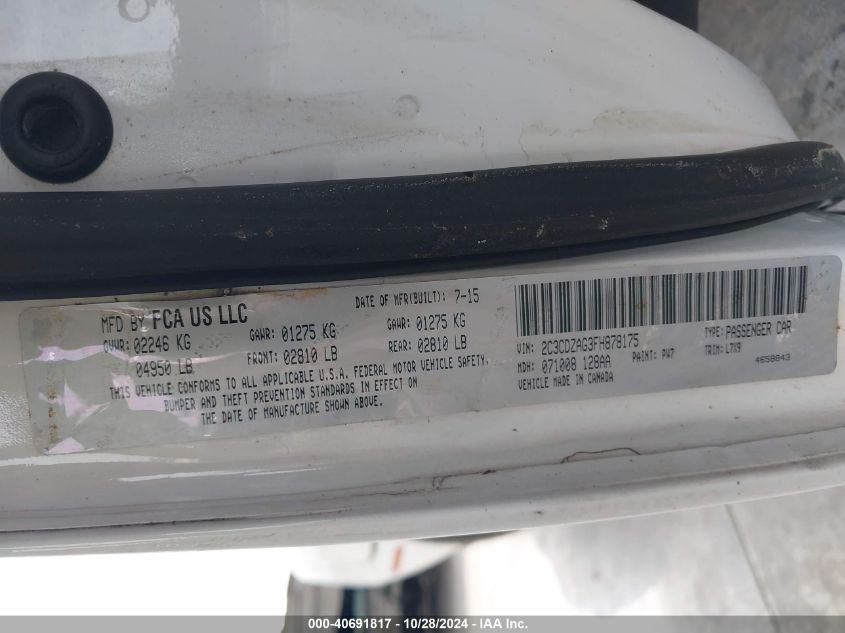 MFD BY FCA US LLC
DATE OF MFR(BUILT): 7-15
GVWR: 02246 KG
04950 LB
GAWR: 01275 KG
FRONT: 02810 LB
GAWR: 01275 KG
REAR: 02810 LB
THIS VEHICLE CONFORMS TO ALL APPLICABLE U.S.A. FEDERAL MOTOR VEHICLE SAFETY,
BUMPER AND THEFT PREVENTION STANDARDS IN EFFECT ON
THE DATE OF MANUFACTURE SHOWN ABOVE.
VIN: 2C3CDZAG3FH878175
TYPE: PASSENGER CAR
MDH: 071008 128AA
PAINT: PW7
TRIM: L7X9
VEHICLE MADE IN CANADA
4658843
000-40691817 - 10/28/2024 - IAA Inc.